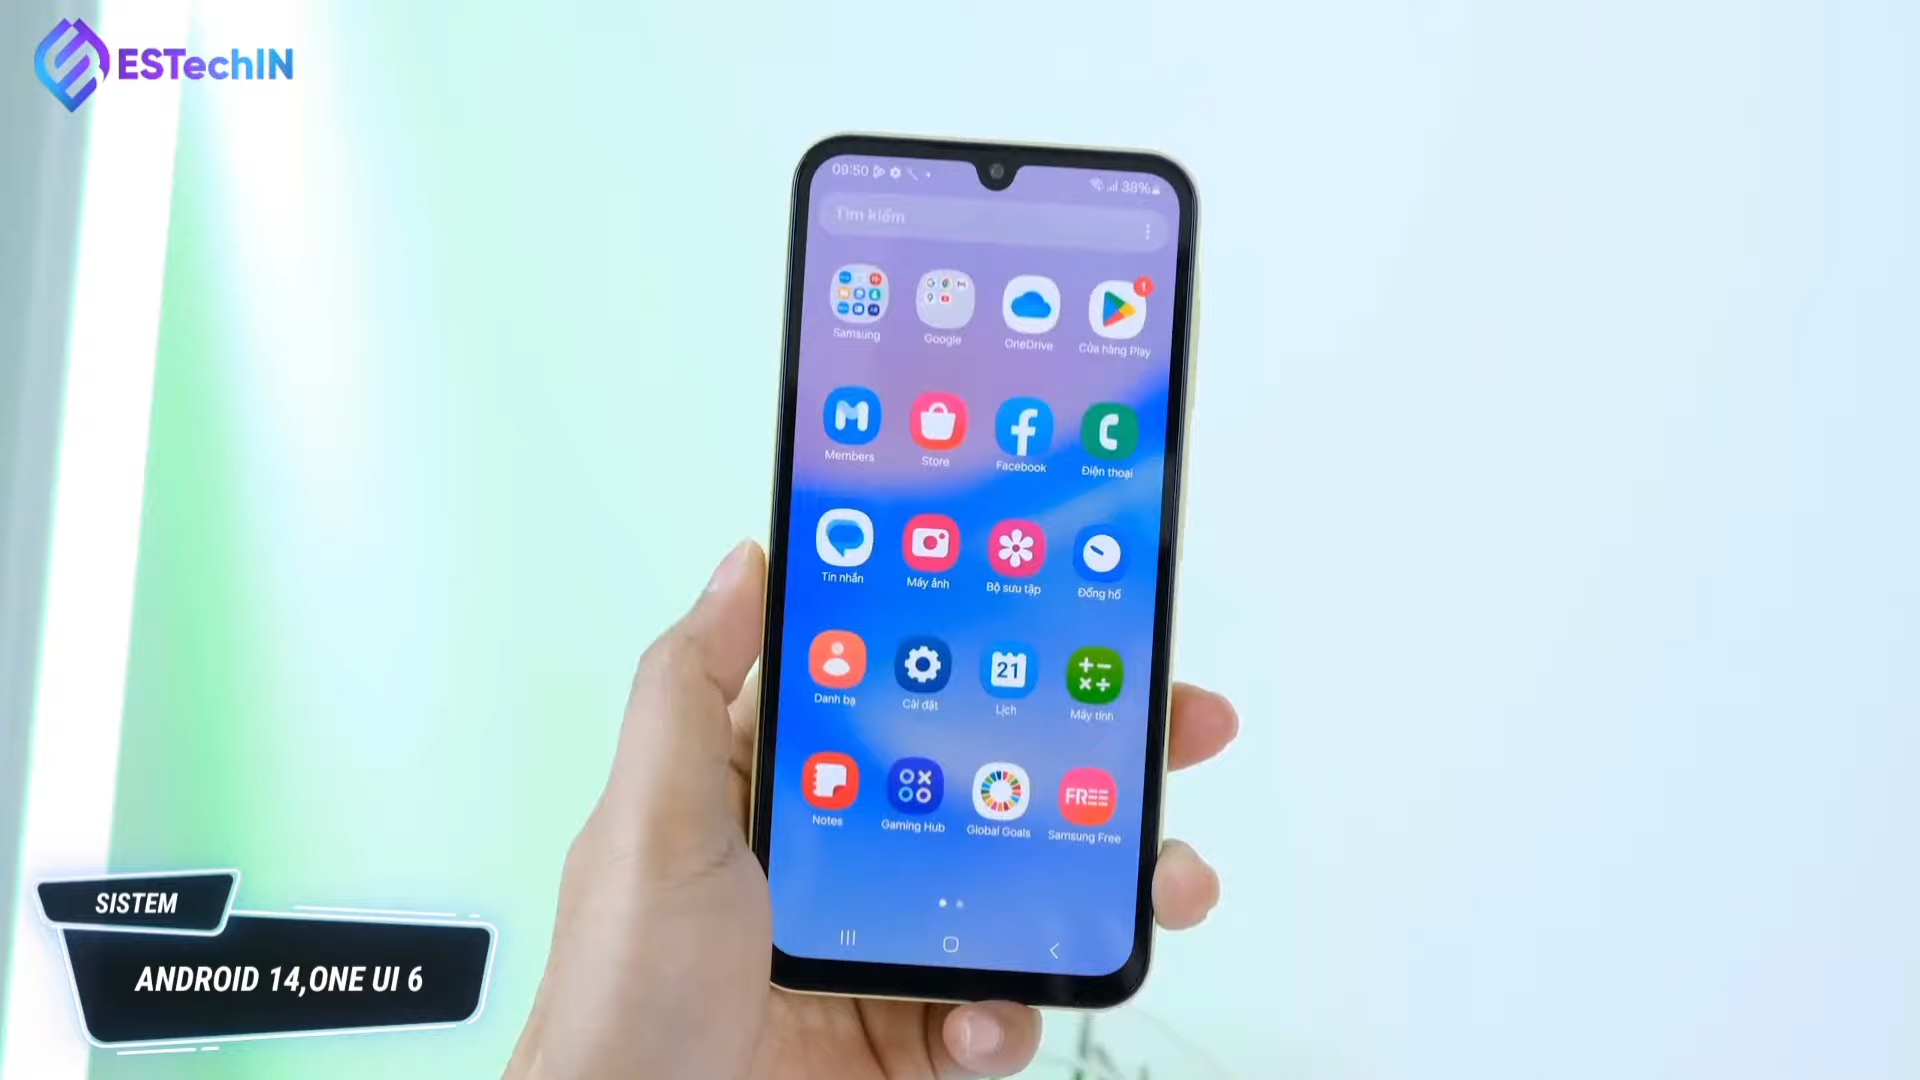 ESTechIN
09:50
38%
Tìm kiếm
Samsung
Google
OneDrive
1
Cửa hàng Play
Members
Store
Facebook
Điện thoại
Tin nhắn
Máy ảnh
Bộ sưu tập
Đồng hồ
21
Danh bạ
Cài đặt
Lịch
Máy tính
FREE
Notes
Gaming Hub
Global Goals
Samsung Free
SISTEM
ANDROID 14,ONE UI 6